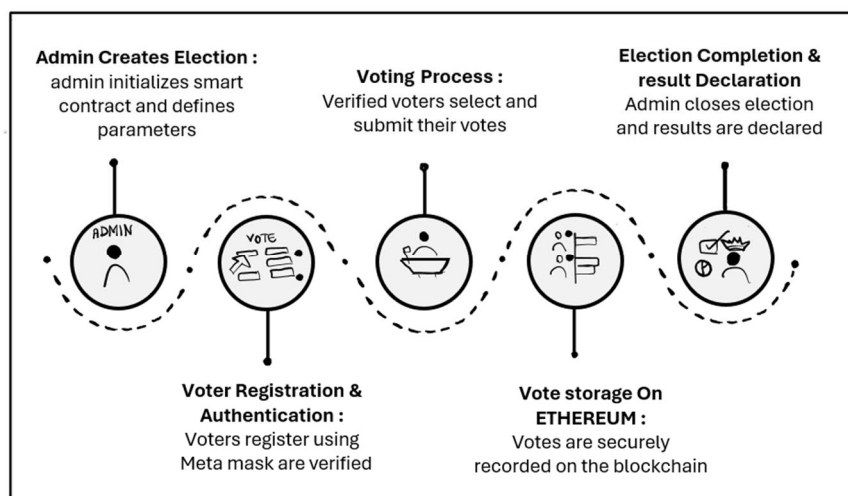 Admin Creates Election :
admin initializes smart
contract and defines
parameters
ADMIN
VOTE
Voter Registration &
Authentication :
Voters register using
Meta mask are verified
Voting Process :
Verified voters select and
submit their votes
Vote storage On
ETHEREUM :
Votes are securely
recorded on the blockchain
Election Completion &
result Declaration
Admin closes election
and results are declared